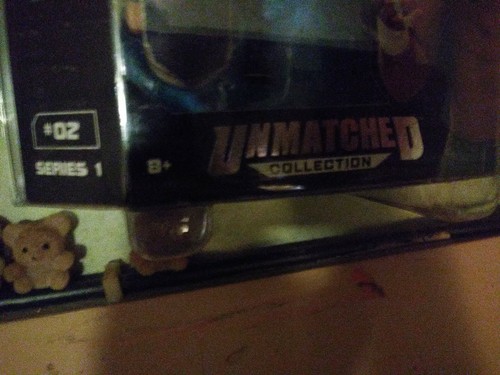 #02
SERIES 1
8+
UNMATCHED
COLLECTION